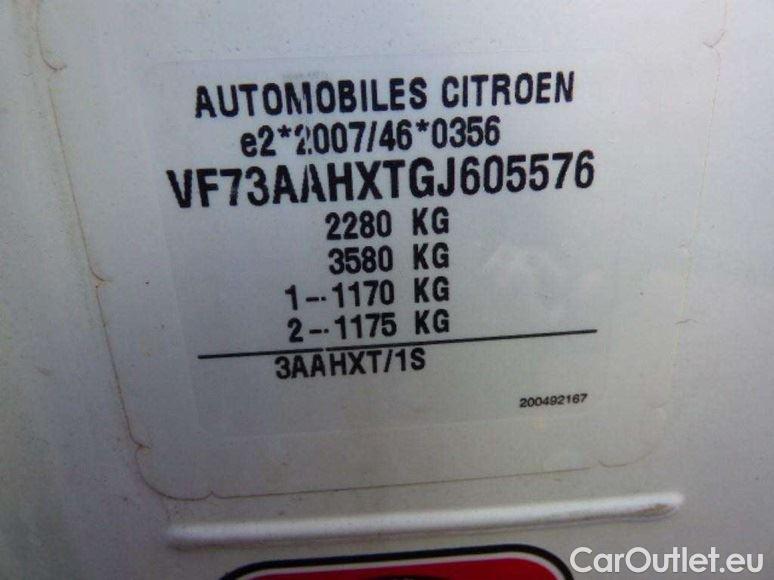 AUTOMOBILES CITROEN
e2*2007/46*0356
VF73AAHXTGJ605576
2280 KG
3580 KG
1-- 1170 KG
2-- 1175 KG
3AAHXT/1S
200492167
CarOutlet.eu